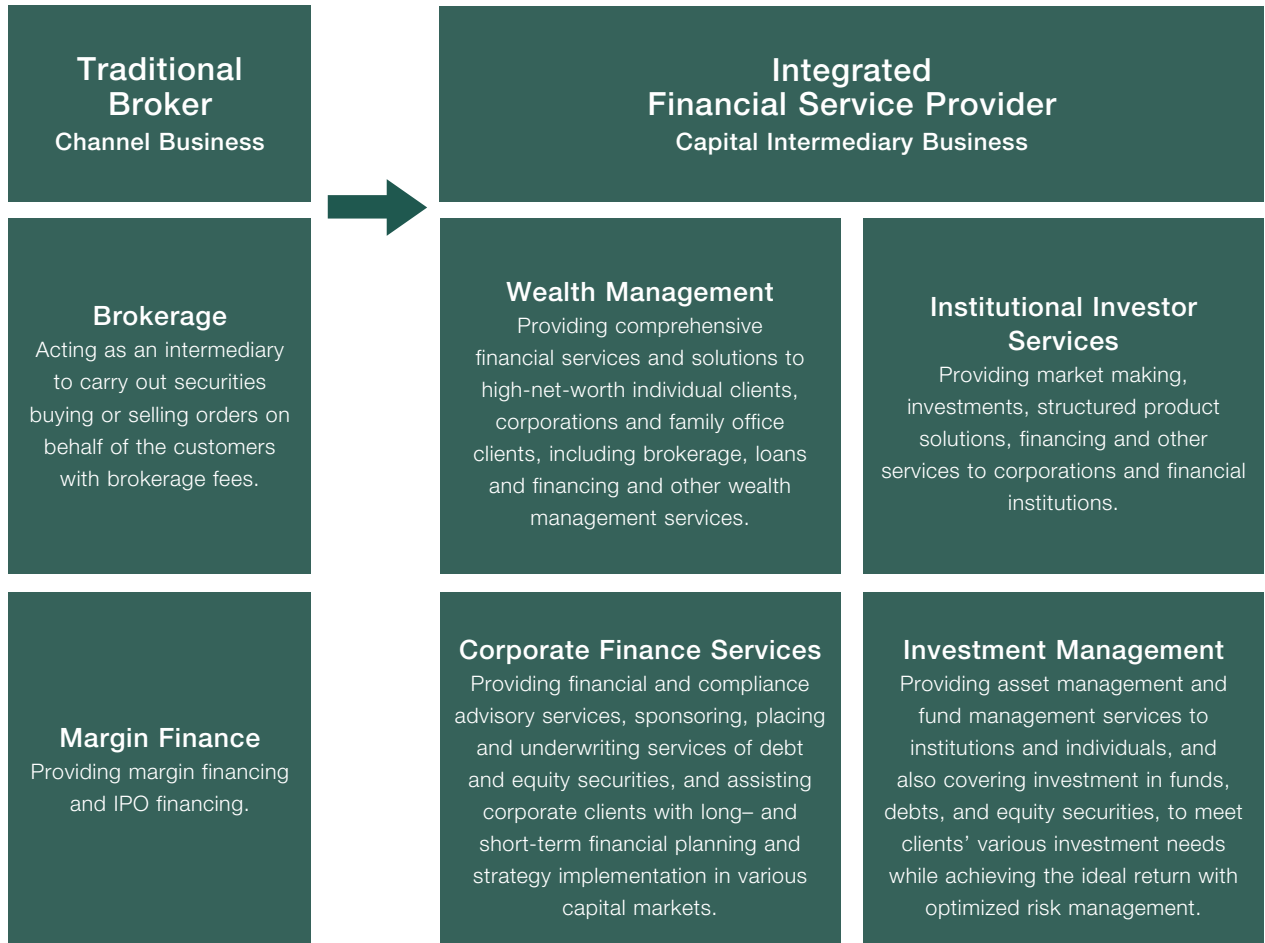 Traditional
Broker
Channel Business
Integrated
Financial Service Provider
Capital Intermediary Business
Brokerage
Acting as an intermediary
to carry out securities
buying or selling orders on
behalf of the customers
with brokerage fees.
Wealth Management
Providing comprehensive
financial services and solutions to
high-net-worth individual clients,
corporations and family office
clients, including brokerage, loans
and financing and other wealth
management services.
Institutional Investor
Services
Providing market making,
investments, structured product
solutions, financing and other
services to corporations and financial
institutions.
Margin Finance
Providing margin financing
and IPO financing.
Corporate Finance Services
Providing financial and compliance
advisory services, sponsoring, placing
and underwriting services of debt
and equity securities, and assisting
corporate clients with long– and
short-term financial planning and
strategy implementation in various
capital markets.
Investment Management
Providing asset management and
fund management services to
institutions and individuals, and
also covering investment in funds,
debts, and equity securities, to meet
clients’ various investment needs
while achieving the ideal return with
optimized risk management.